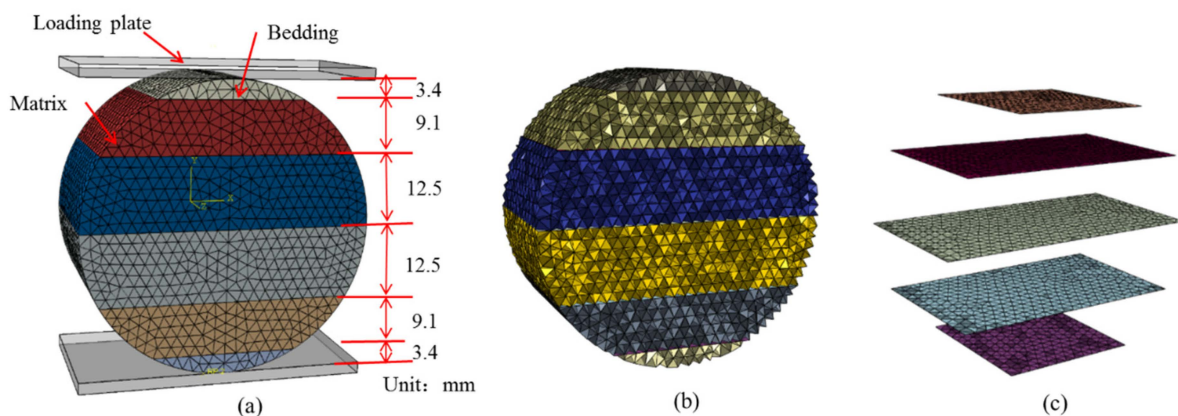 Loading plate
Bedding
Matrix
3.4
9.1
12.5
12.5
9.1
3.4
Unit: mm
Y
X
Z
(a)
(b)
(c)